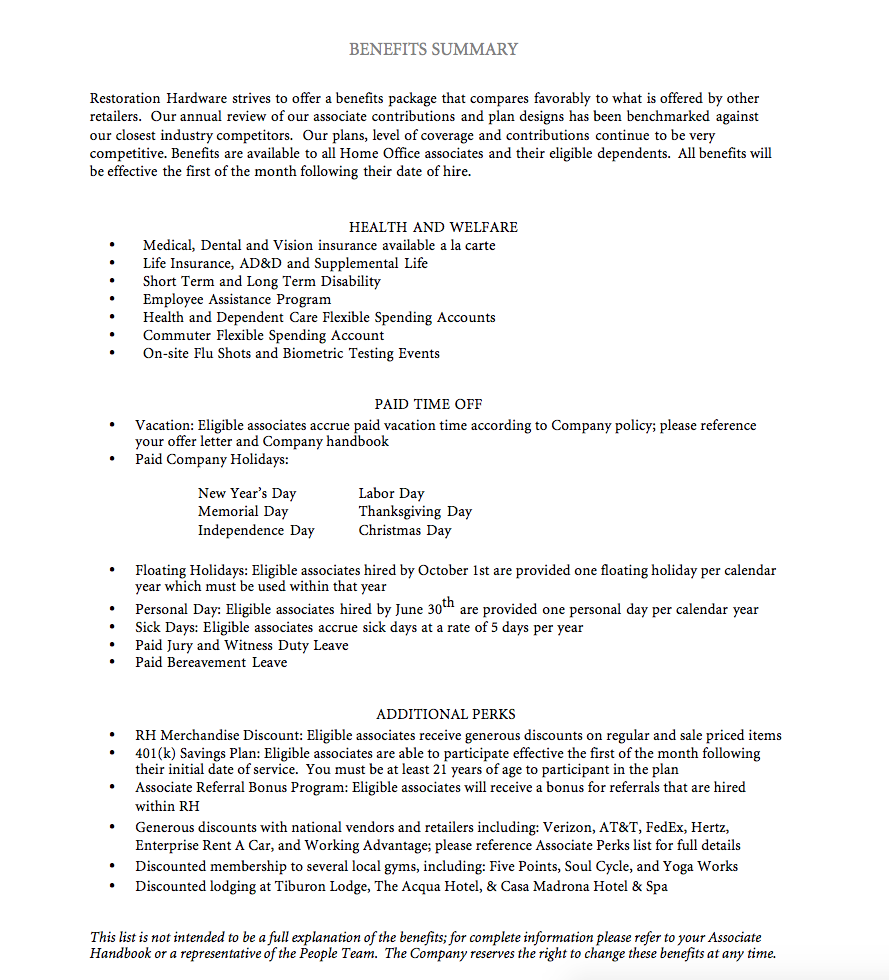 BENEFITS SUMMARY
Restoration Hardware strives to offer a benefits package that compares favorably to what is offered by other
retailers. Our annual review of our associate contributions and plan designs has been benchmarked against
our closest industry competitors. Our plans, level of coverage and contributions continue to be very
competitive. Benefits are available to all Home Office associates and their eligible dependents. All benefits will
be effective the first of the month following their date of hire.
HEALTH AND WELFARE
• Medical, Dental and Vision insurance available a la carte
• Life Insurance, AD&D and Supplemental Life
• Short Term and Long Term Disability
• Employee Assistance Program
• Health and Dependent Care Flexible Spending Accounts
• Commuter Flexible Spending Account
• On-site Flu Shots and Biometric Testing Events
PAID TIME OFF
• Vacation: Eligible associates accrue paid vacation time according to Company policy; please reference
your offer letter and Company handbook
• Paid Company Holidays:
New Year's Day Labor Day
Memorial Day Thanksgiving Day
Independence Day Christmas Day
• Floating Holidays: Eligible associates hired by October 1st are provided one floating holiday per calendar
year which must be used within that year
• Personal Day: Eligible associates hired by June 30th are provided one personal day per calendar year
• Sick Days: Eligible associates accrue sick days at a rate of 5 days per year
• Paid Jury and Witness Duty Leave
• Paid Bereavement Leave
ADDITIONAL PERKS
• RH Merchandise Discount: Eligible associates receive generous discounts on regular and sale priced items
• 401(k) Savings Plan: Eligible associates are able to participate effective the first of the month following
their initial date of service. You must be at least 21 years of age to participant in the plan
• Associate Referral Bonus Program: Eligible associates will receive a bonus for referrals that are hired
within RH
• Generous discounts with national vendors and retailers including: Verizon, AT&T, FedEx, Hertz,
Enterprise Rent A Car, and Working Advantage; please reference Associate Perks list for full details
• Discounted membership to several local gyms, including: Five Points, Soul Cycle, and Yoga Works
• Discounted lodging at Tiburon Lodge, The Acqua Hotel, & Casa Madrona Hotel & Spa
This list is not intended to be a full explanation of the benefits; for complete information please refer to your Associate
Handbook or a representative of the People Team. The Company reserves the right to change these benefits at any time.